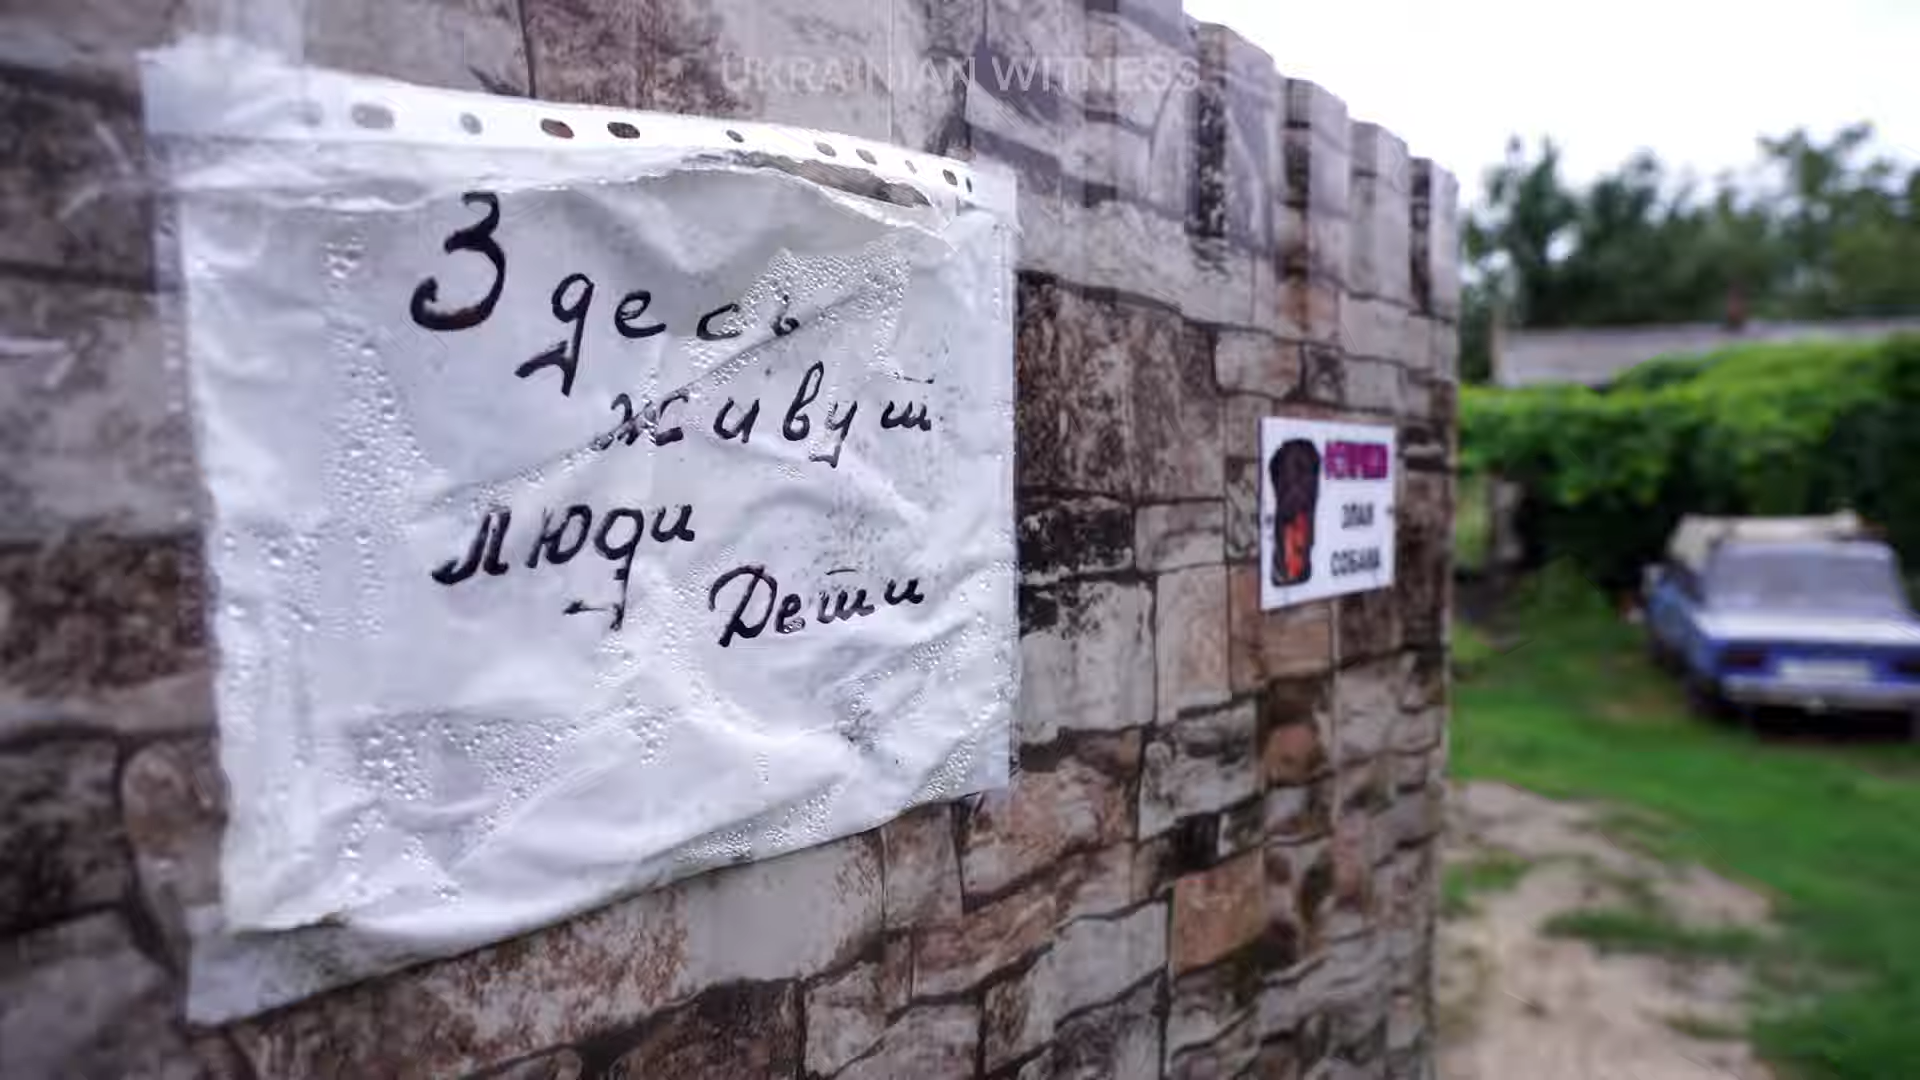 UKRAINIAN WITNESS
Здесь
живут
люди
Дети
ЗЛАЯ
СОБАКА